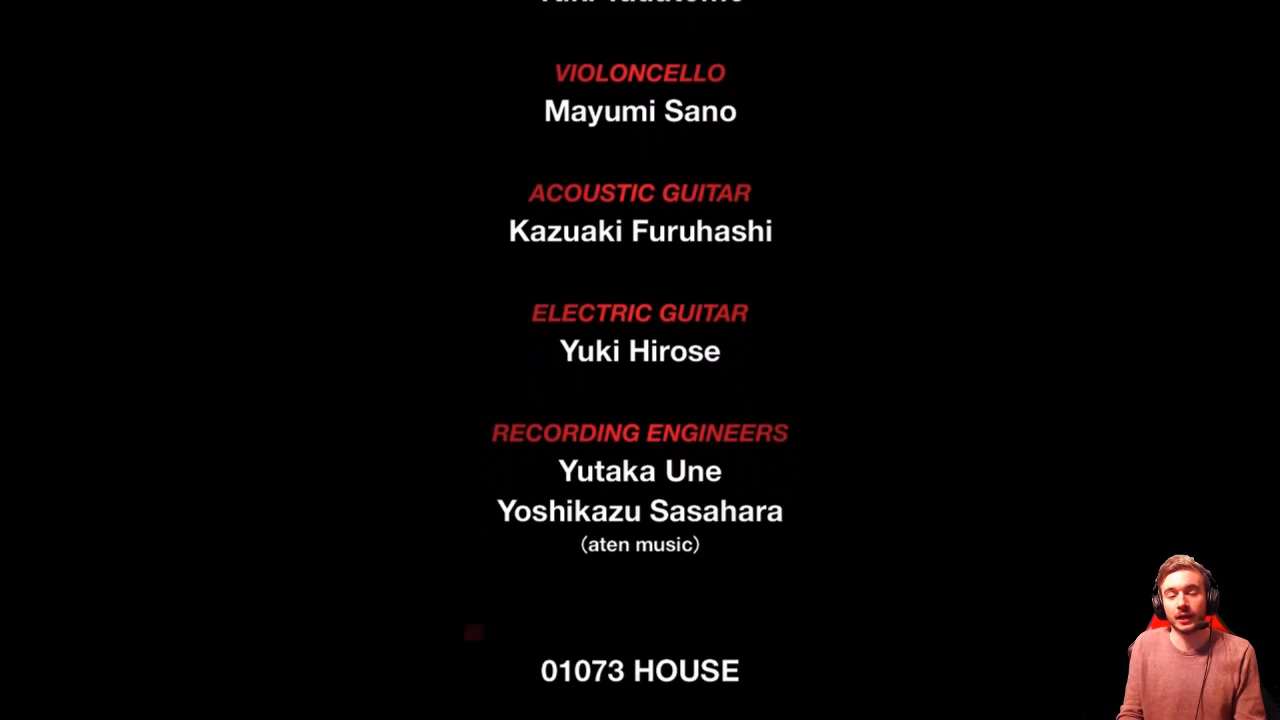 VIOLONCELLO
Mayumi Sano
ACOUSTIC GUITAR
Kazuaki Furuhashi
ELECTRIC GUITAR
Yuki Hirose
RECORDING ENGINEERS
Yutaka Une
Yoshikazu Sasahara
(aten music)
01073 HOUSE